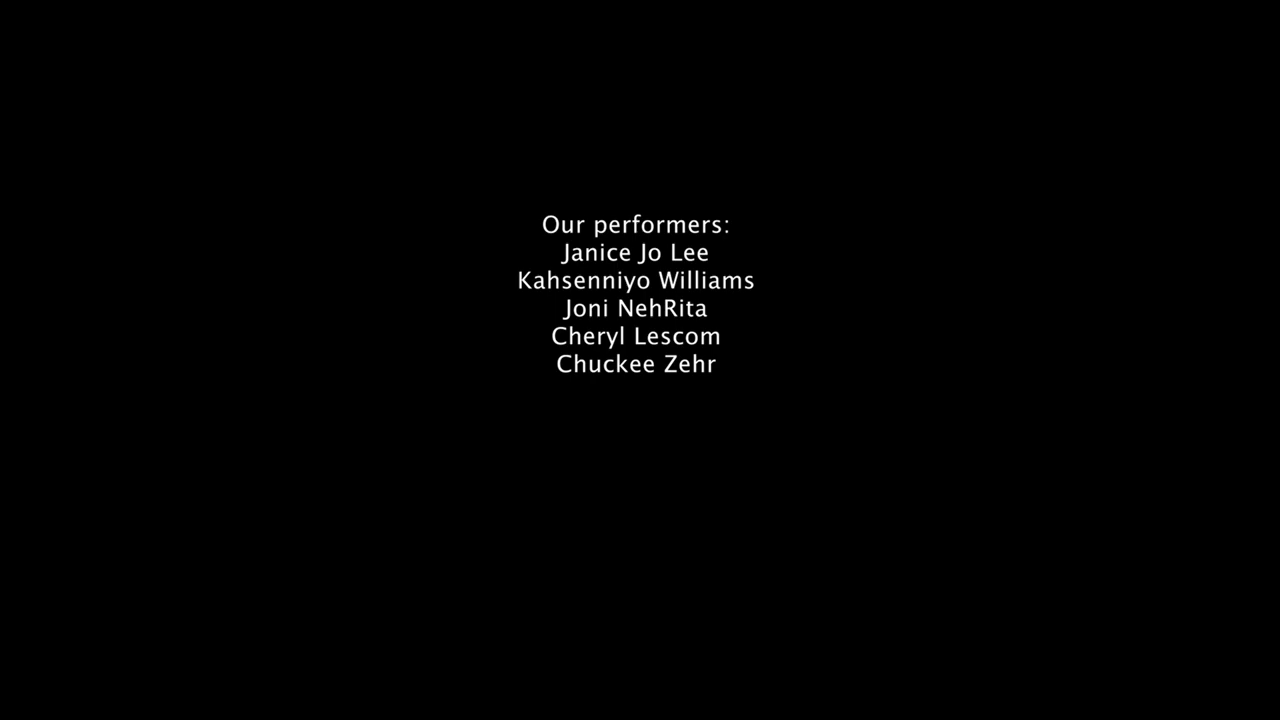 Our performers:
Janice Jo Lee
Kahsenniyo Williams
Joni NehRita
Cheryl Lescom
Chuckee Zehr